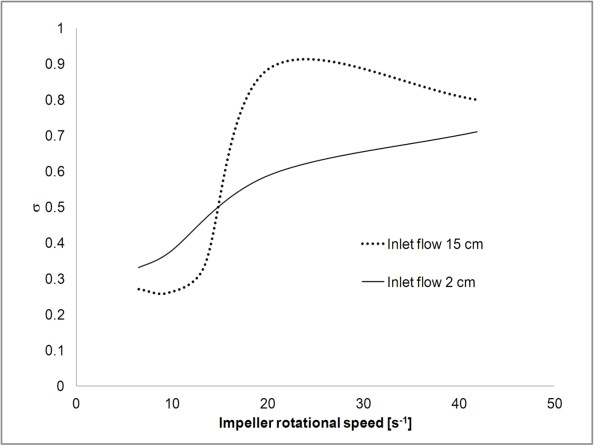 1
0.9
0.8
0.7
0.6
0.5
0.4
0.3
0.2
0.1
0
σ
Inlet flow 15 cm
Inlet flow 2 cm
0 10 20 30 40 50
Impeller rotational speed [s⁻¹]